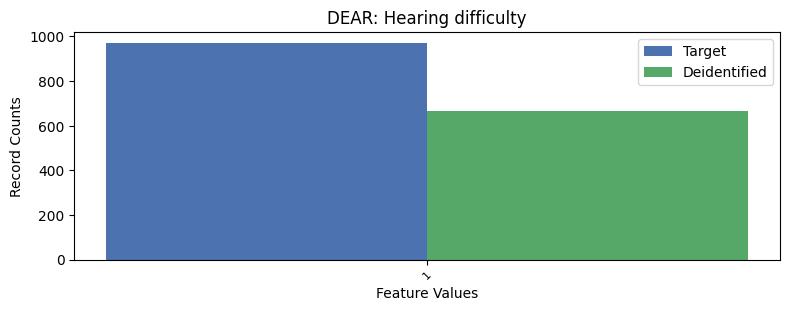 DEAR: Hearing difficulty
Target
Deidentified
Record Counts
1000
800
600
400
200
0
1
Feature Values